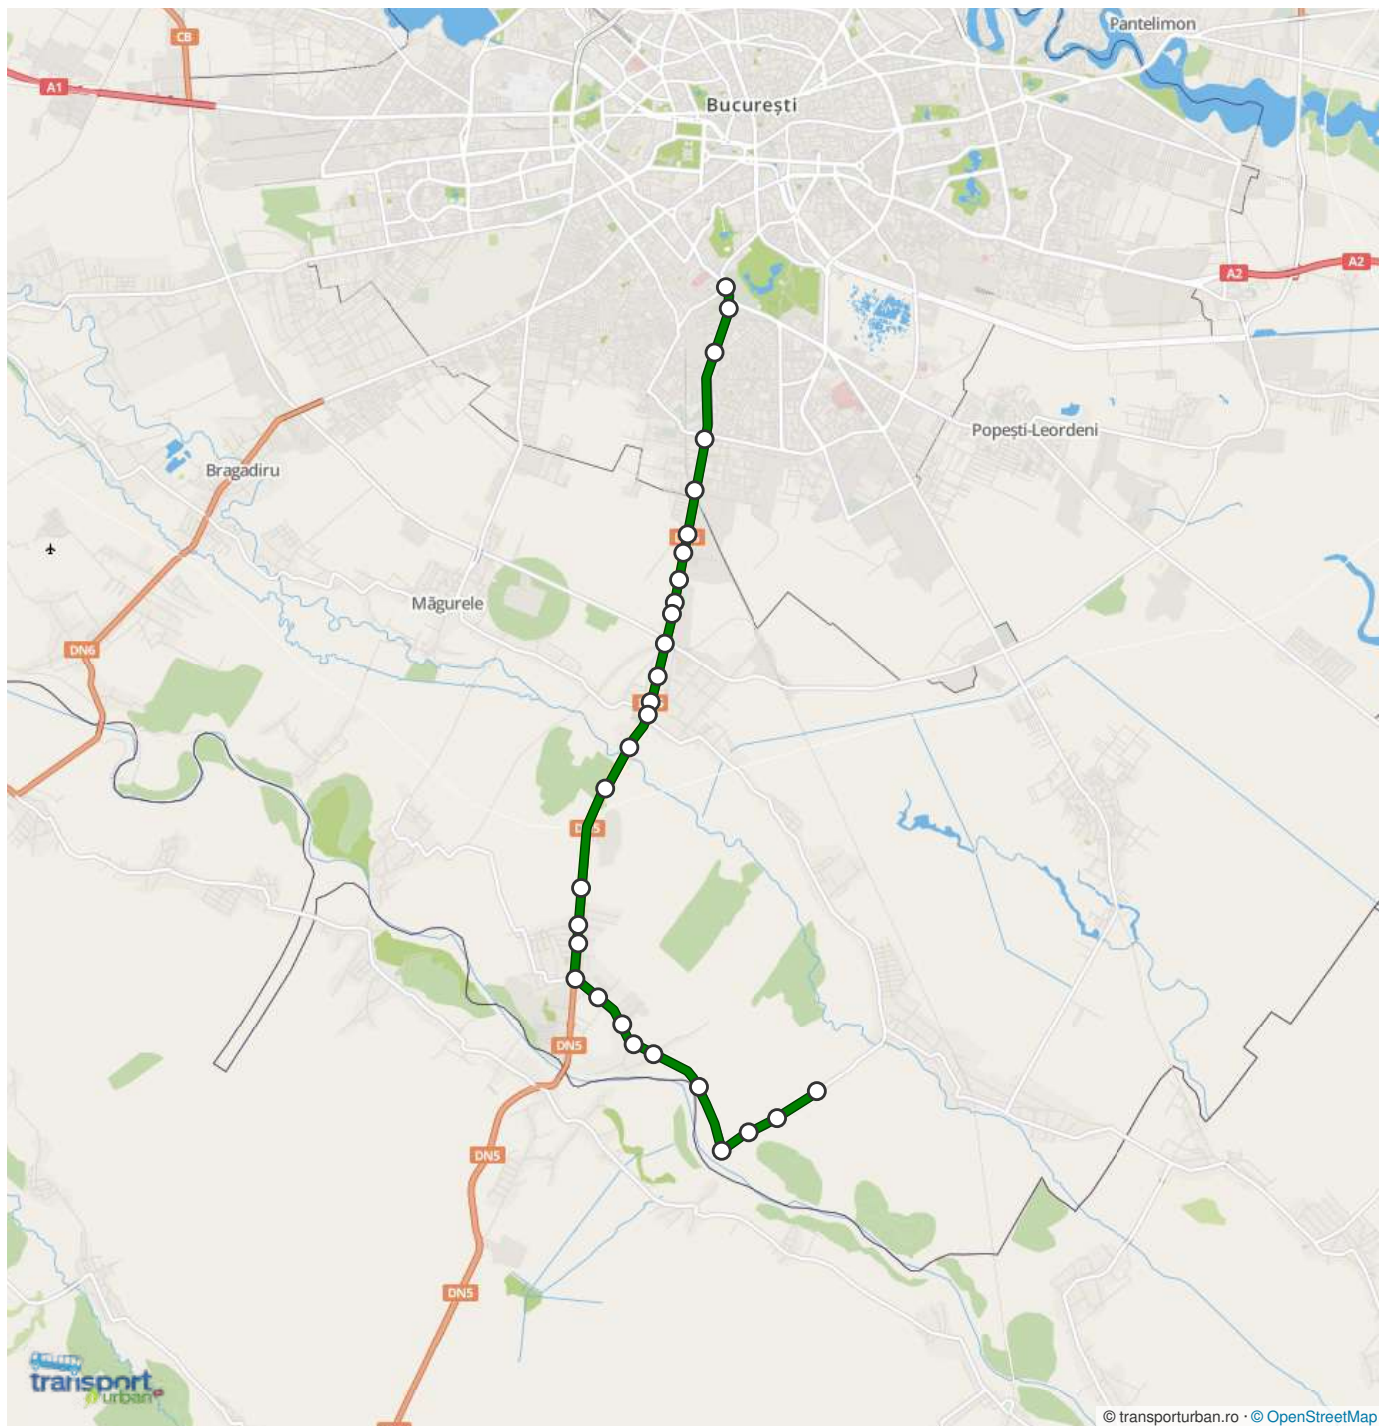 Pantelimon
CB
A1
București
A2
A2
Popești-Leordeni
Bragadiru
Măgurele
DN6
DN5
DN5
DN5
transport
urban
© transporturban.ro · © OpenStreetMap